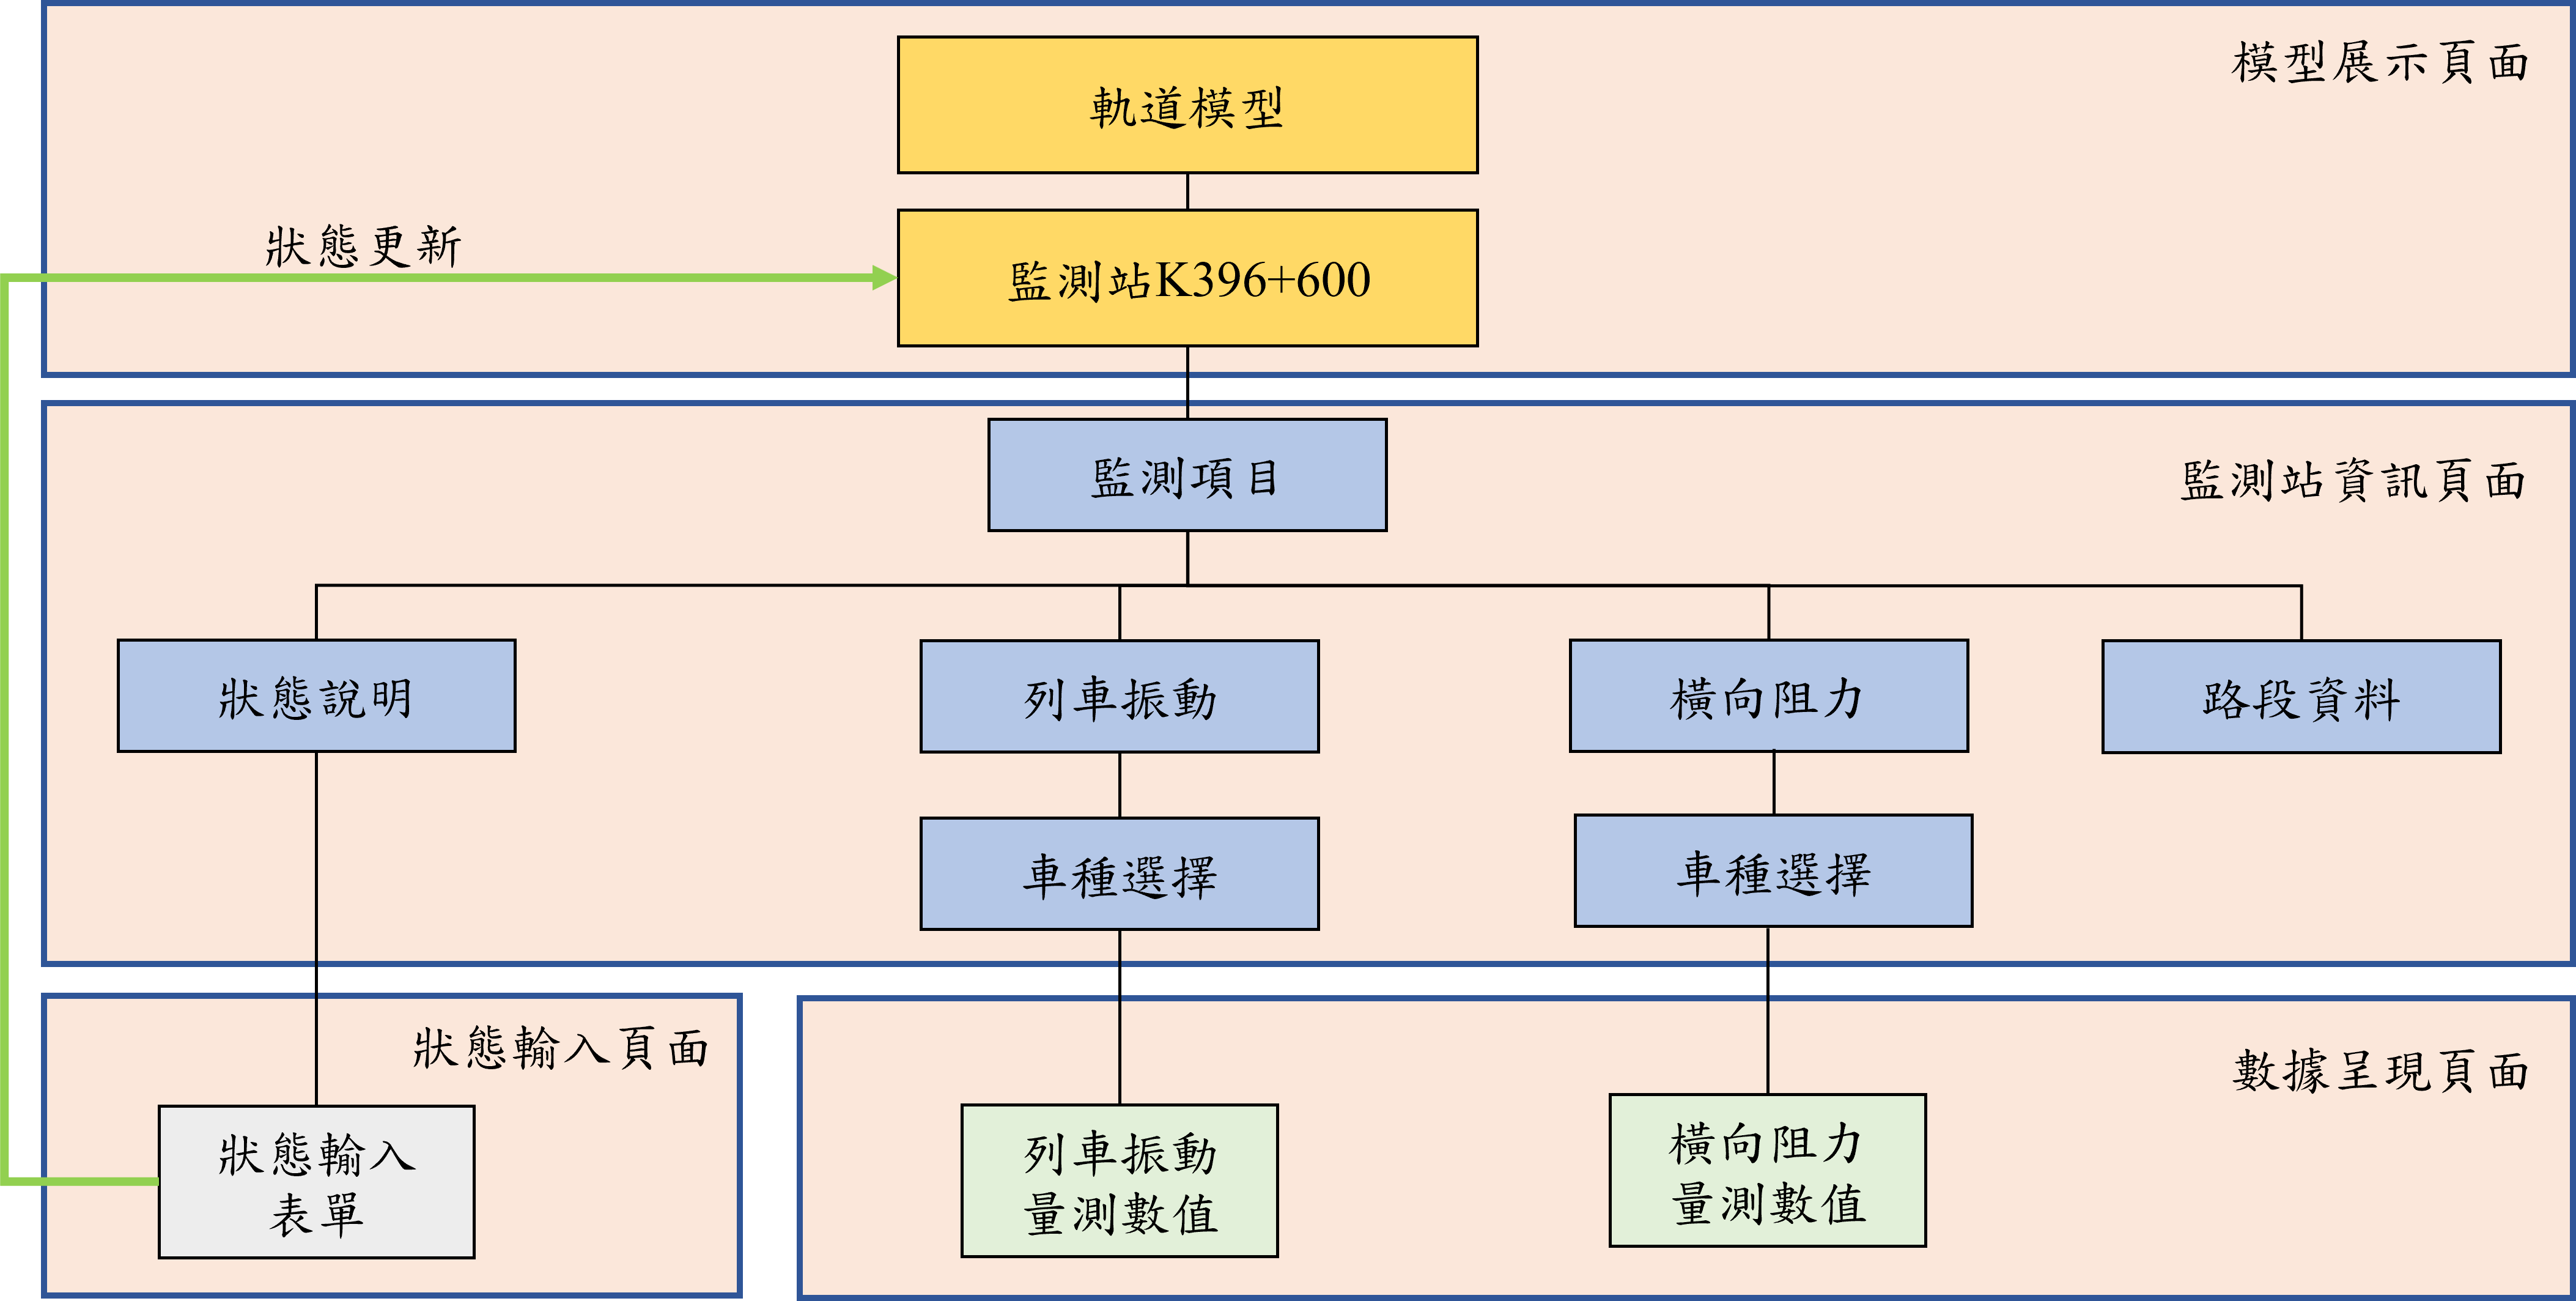 模型展示頁面
軌道模型
狀態更新
監測站K396+600
監測項目
監測站資訊頁面
狀態說明
列車振動
橫向阻力
路段資料
車種選擇
車種選擇
狀態輸入頁面
數據呈現頁面
狀態輸入
表單
列車振動
量測數值
橫向阻力
量測數值